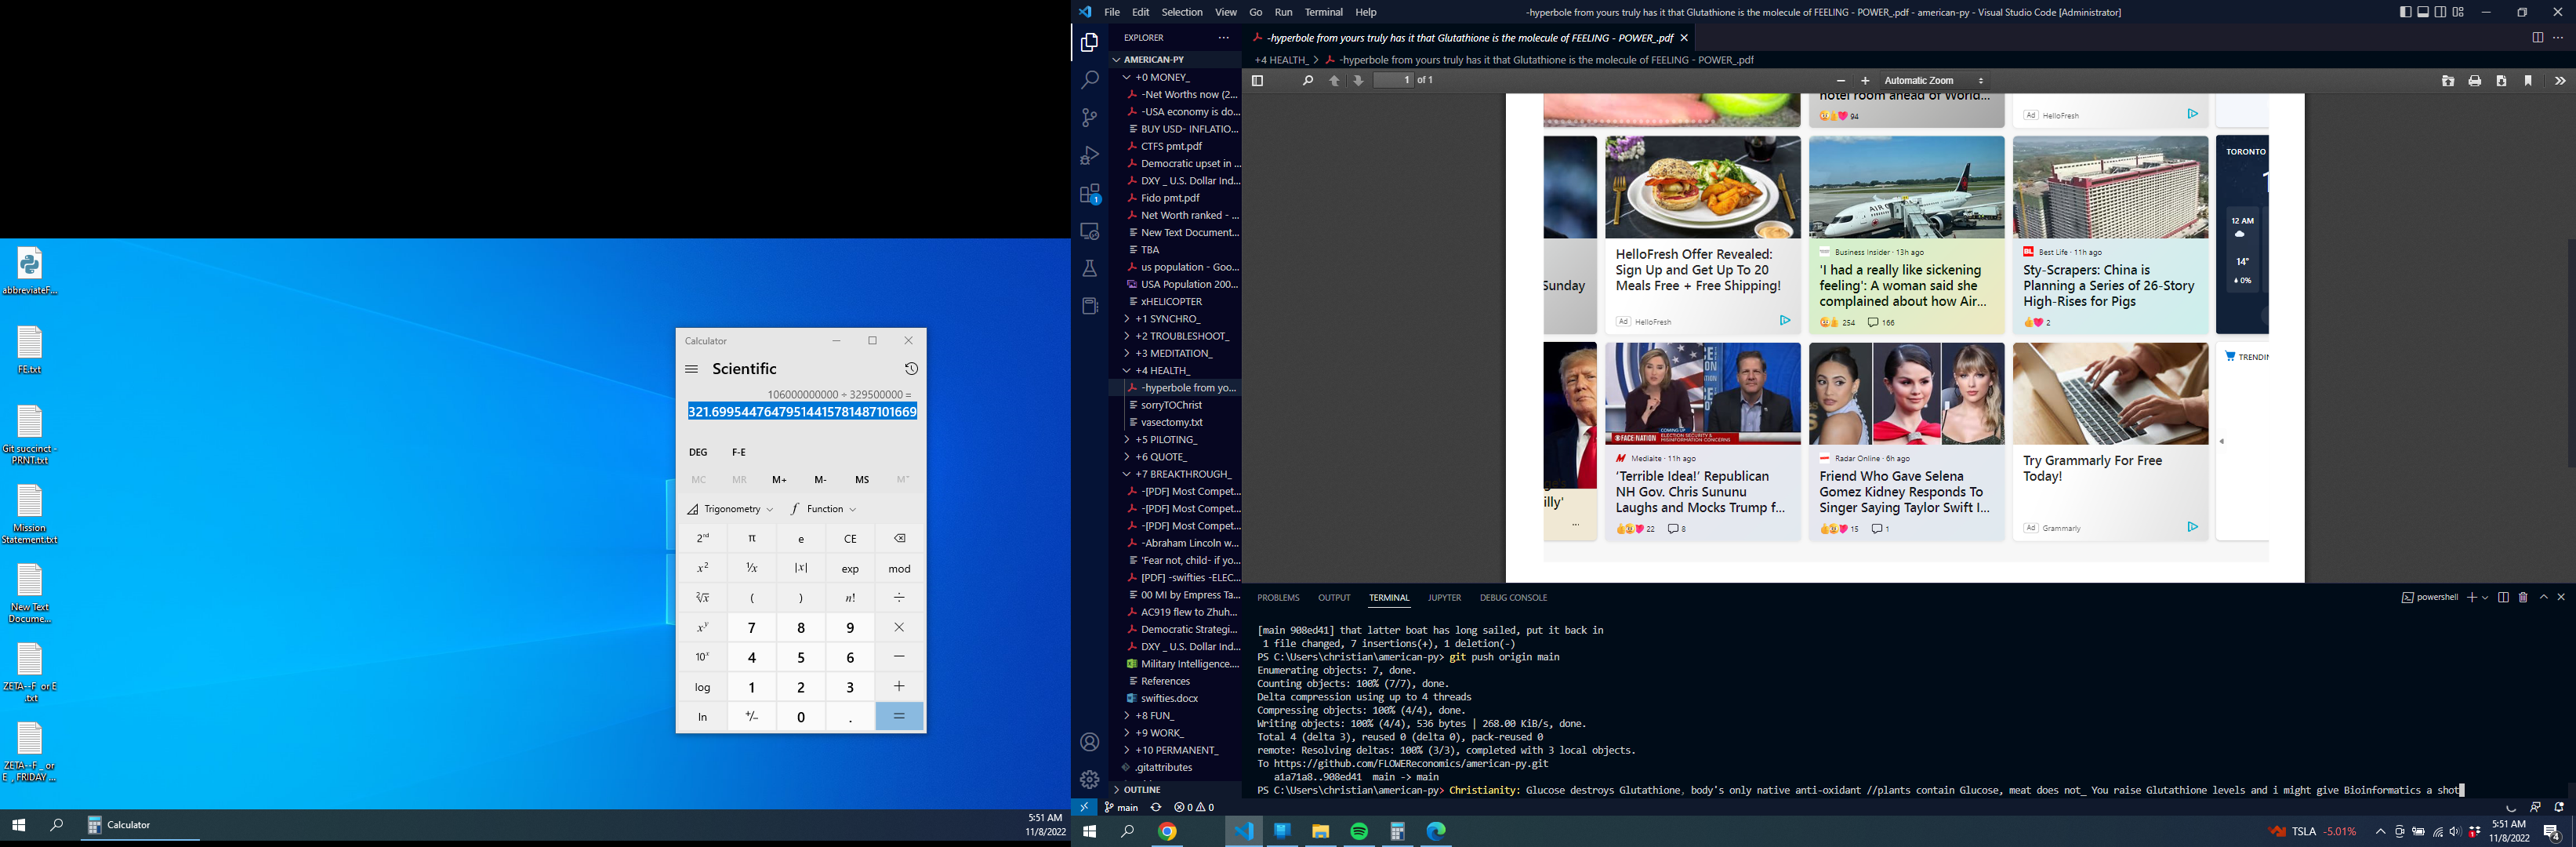 abbreviateF...
FE.txt
Git succinct -
PRNT.txt
Mission
Statement.txt
New Text
Docume...
ZETA--F or E
.txt
ZETA--F _ or
E _, FRIDAY ...
Calculator
Scientific
106000000000 ÷ 329500000 =
321.69954476479514415781487101669
DEG F-E
MC MR M+ M- MS M˅
Trigonometry Function
2ⁿᵈ π e CE
x² ¹/x |x| exp mod
²√x ( ) n! ÷
xʸ 7 8 9 ×
10ˣ 4 5 6 −
log 1 2 3 +
ln +/− 0 . =
Calculator
5:51 AM
11/8/2022
File Edit Selection View Go Run Terminal Help
-hyperbole from yours truly has it that Glutathione is the molecule of FEELING - POWER_.pdf - american-py - Visual Studio Code [Administrator]
EXPLORER
AMERICAN-PY
+0 MONEY_
-Net Worths now (2...
-USA economy is do...
BUY USD- INFLATIO...
CTFS pmt.pdf
Democratic upset in ...
DXY _ U.S. Dollar Ind...
Fido pmt.pdf
Net Worth ranked - ...
New Text Document...
TBA
us population - Goo...
USA Population 200...
xHELICOPTER
+1 SYNCHRO_
+2 TROUBLESHOOT_
+3 MEDITATION_
+4 HEALTH_
-hyperbole from yo...
sorryTOChrist
vasectomy.txt
+5 PILOTING_
+6 QUOTE_
+7 BREAKTHROUGH_
-[PDF] Most Compet...
-[PDF] Most Compet...
-[PDF] Most Compet...
-Abraham Lincoln w...
'Fear not, child- if yo...
[PDF] -swifties -ELEC...
00 MI by Empress Ta...
AC919 flew to Zhuh...
Democratic Strategi...
DXY _ U.S. Dollar Ind...
Military Intelligence....
References
swifties.docx
+8 FUN_
+9 WORK_
+10 PERMANENT_
.gitattributes
OUTLINE
-hyperbole from yours truly has it that Glutathione is the molecule of FEELING - POWER_.pdf
+4 HEALTH_ > -hyperbole from yours truly has it that Glutathione is the molecule of FEELING - POWER_.pdf
1 of 1
Automatic Zoom
hotel room ahead of World...
94
Ad HelloFresh
Sunday
HelloFresh Offer Revealed:
Sign Up and Get Up To 20
Meals Free + Free Shipping!
Ad HelloFresh
AIR CANADA
Business Insider · 13h ago
'I had a really like sickening
feeling': A woman said she
complained about how Air...
254 166
BL Best Life · 11h ago
Sty-Scrapers: China is
Planning a Series of 26-Story
High-Rises for Pigs
2
TORONTO
1
12 AM
14°
0%
illy'
...
COMING UP
ELECTION SECURITY &
MISINFORMATION CONCERNS
FACE·NATION
Mediaite · 11h ago
'Terrible Idea!' Republican
NH Gov. Chris Sununu
Laughs and Mocks Trump f...
22 8
Radar Online · 6h ago
Friend Who Gave Selena
Gomez Kidney Responds To
Singer Saying Taylor Swift I...
15 1
Try Grammarly For Free
Today!
Ad Grammarly
TRENDIN
PROBLEMS OUTPUT TERMINAL JUPYTER DEBUG CONSOLE
powershell
[main 908ed41] that latter boat has long sailed, put it back in
1 file changed, 7 insertions(+), 1 deletion(-)
PS C:\Users\christian\american-py> git push origin main
Enumerating objects: 7, done.
Counting objects: 100% (7/7), done.
Delta compression using up to 4 threads
Compressing objects: 100% (4/4), done.
Writing objects: 100% (4/4), 536 bytes | 268.00 KiB/s, done.
Total 4 (delta 3), reused 0 (delta 0), pack-reused 0
remote: Resolving deltas: 100% (3/3), completed with 3 local objects.
To https://github.com/FLOWEReconomics/american-py.git
a1a71a8..908ed41 main -> main
PS C:\Users\christian\american-py> Christianity: Glucose destroys Glutathione, body's only native anti-oxidant //plants contain Glucose, meat does not_ You raise Glutathione levels and i might give Bioinformatics a shot
main 0 0
TSLA -5.01%
5:51 AM
11/8/2022
4